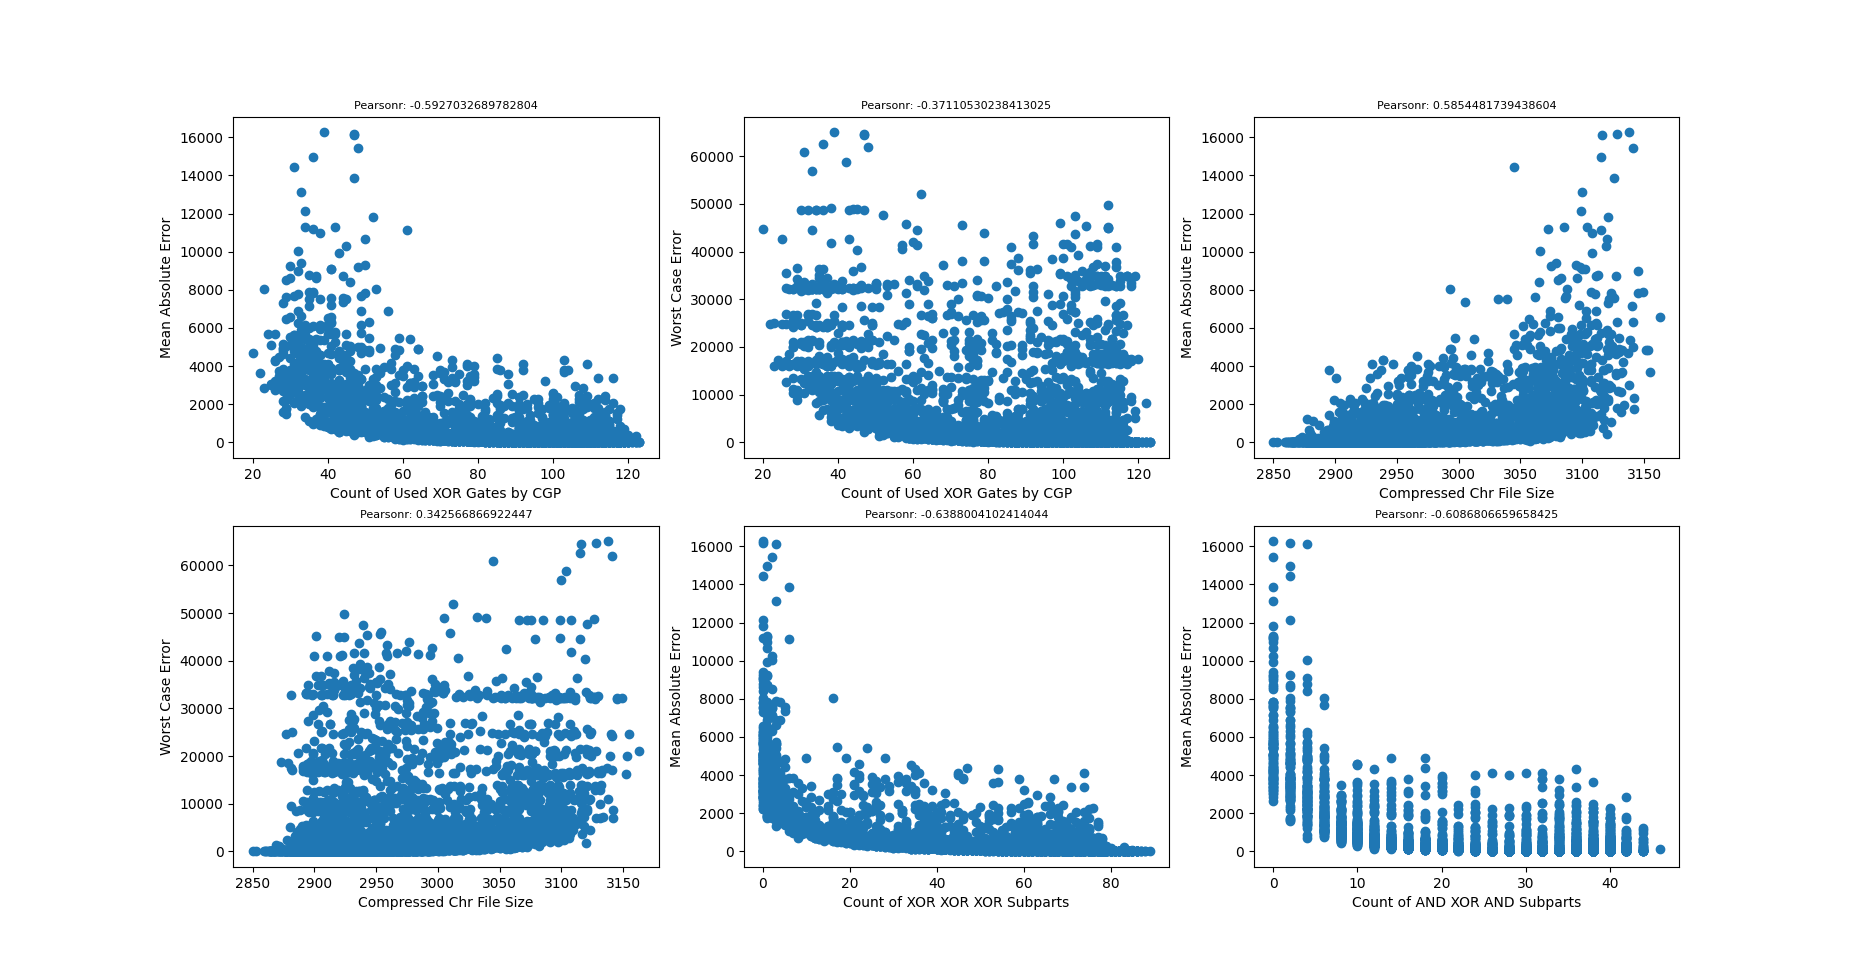 Pearsonr: -0.5927032689782804
Mean Absolute Error
16000
14000
12000
10000
8000
6000
4000
2000
0
20 40 60 80 100 120
Count of Used XOR Gates by CGP
Pearsonr: -0.37110530238413025
Worst Case Error
60000
50000
40000
30000
20000
10000
0
20 40 60 80 100 120
Count of Used XOR Gates by CGP
Pearsonr: 0.5854481739438604
Mean Absolute Error
16000
14000
12000
10000
8000
6000
4000
2000
0
2850 2900 2950 3000 3050 3100 3150
Compressed Chr File Size
Pearsonr: 0.342566866922447
Worst Case Error
60000
50000
40000
30000
20000
10000
0
2850 2900 2950 3000 3050 3100 3150
Compressed Chr File Size
Pearsonr: -0.6388004102414044
Mean Absolute Error
16000
14000
12000
10000
8000
6000
4000
2000
0
0 20 40 60 80
Count of XOR XOR XOR Subparts
Pearsonr: -0.6086806659658425
Mean Absolute Error
16000
14000
12000
10000
8000
6000
4000
2000
0
0 10 20 30 40
Count of AND XOR AND Subparts